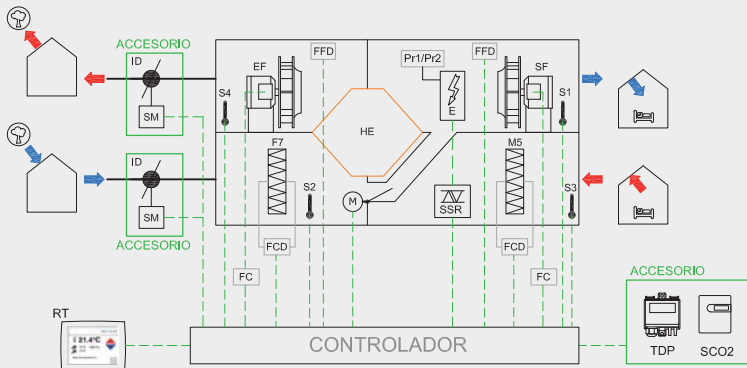 ACCESORIO
ID
SM
EF
S4
FFD
Pr1/Pr2
FFD
SF
S1
E
HE
F7
S2
M
SSR
M5
S3
ID
SM
ACCESORIO
FCD
FCD
FC
FC
RT
21.4°C
CONTROLADOR
ACCESORIO
TDP
SCO2